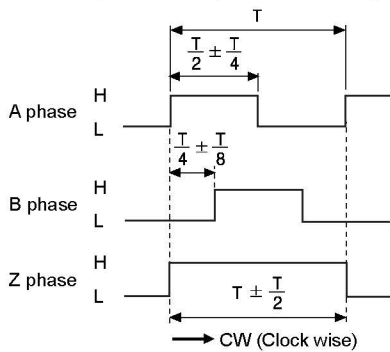 T
T/2 ± T/4
A phase H
L
T/4 ± T/8
B phase H
L
Z phase H
L
T ± T/2
CW (Clock wise)